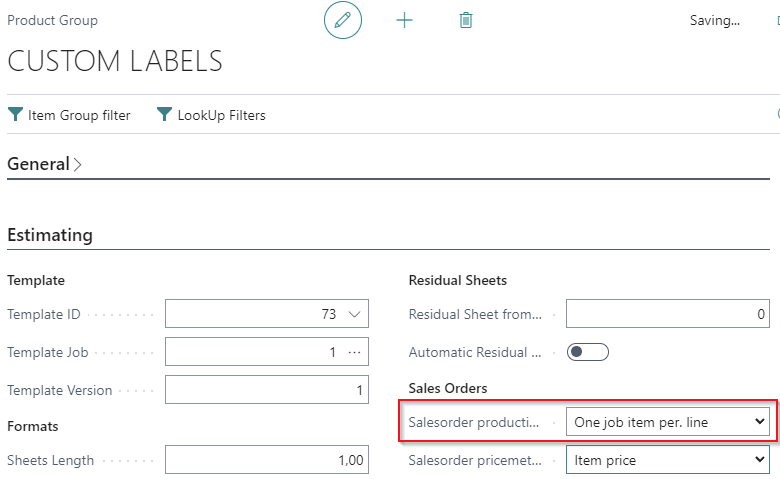 Product Group
Saving...
CUSTOM LABELS
Item Group filter
LookUp Filters
General
Estimating
Template
Template ID
73
Template Job
1
Template Version
1
Formats
Sheets Length
1,00
Residual Sheets
Residual Sheet from...
0
Automatic Residual ...
Sales Orders
Salesorder producti...
One job item per. line
Salesorder pricemet...
Item price